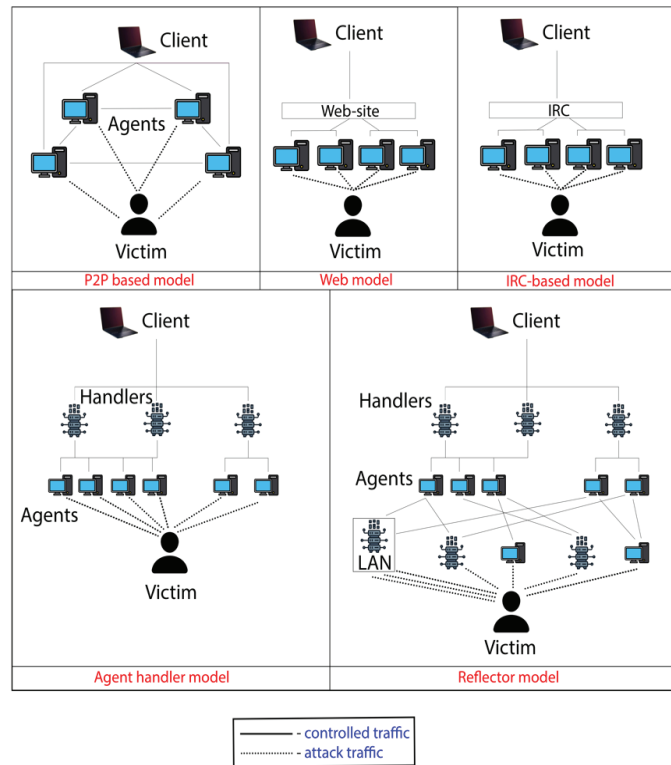 Client
Agents
Victim
P2P based model
Client
Web-site
Victim
Web model
Client
IRC
Victim
IRC-based model
Client
Handlers
Agents
Victim
Agent handler model
Client
Handlers
Agents
LAN
Victim
Reflector model
- controlled traffic
- attack traffic